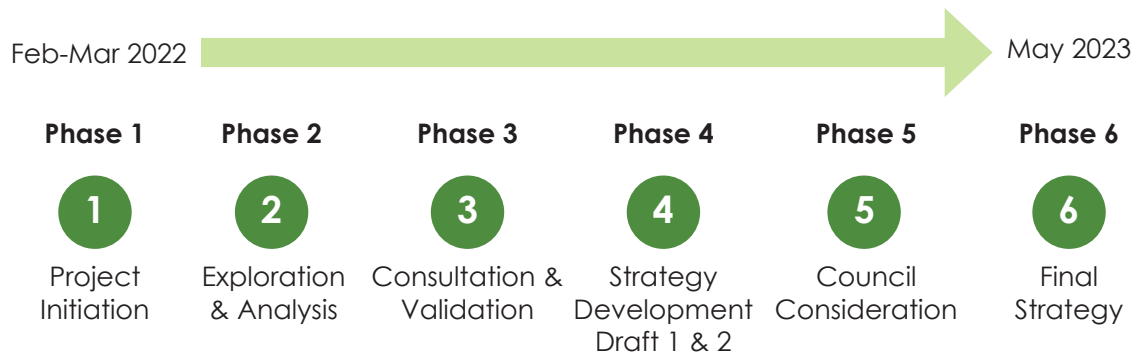 Feb-Mar 2022
May 2023
Phase 1
Phase 2
Phase 3
Phase 4
Phase 5
Phase 6
1
2
3
4
5
6
Project
Initiation
Exploration
& Analysis
Consultation &
Validation
Strategy
Development
Draft 1 & 2
Council
Consideration
Final
Strategy